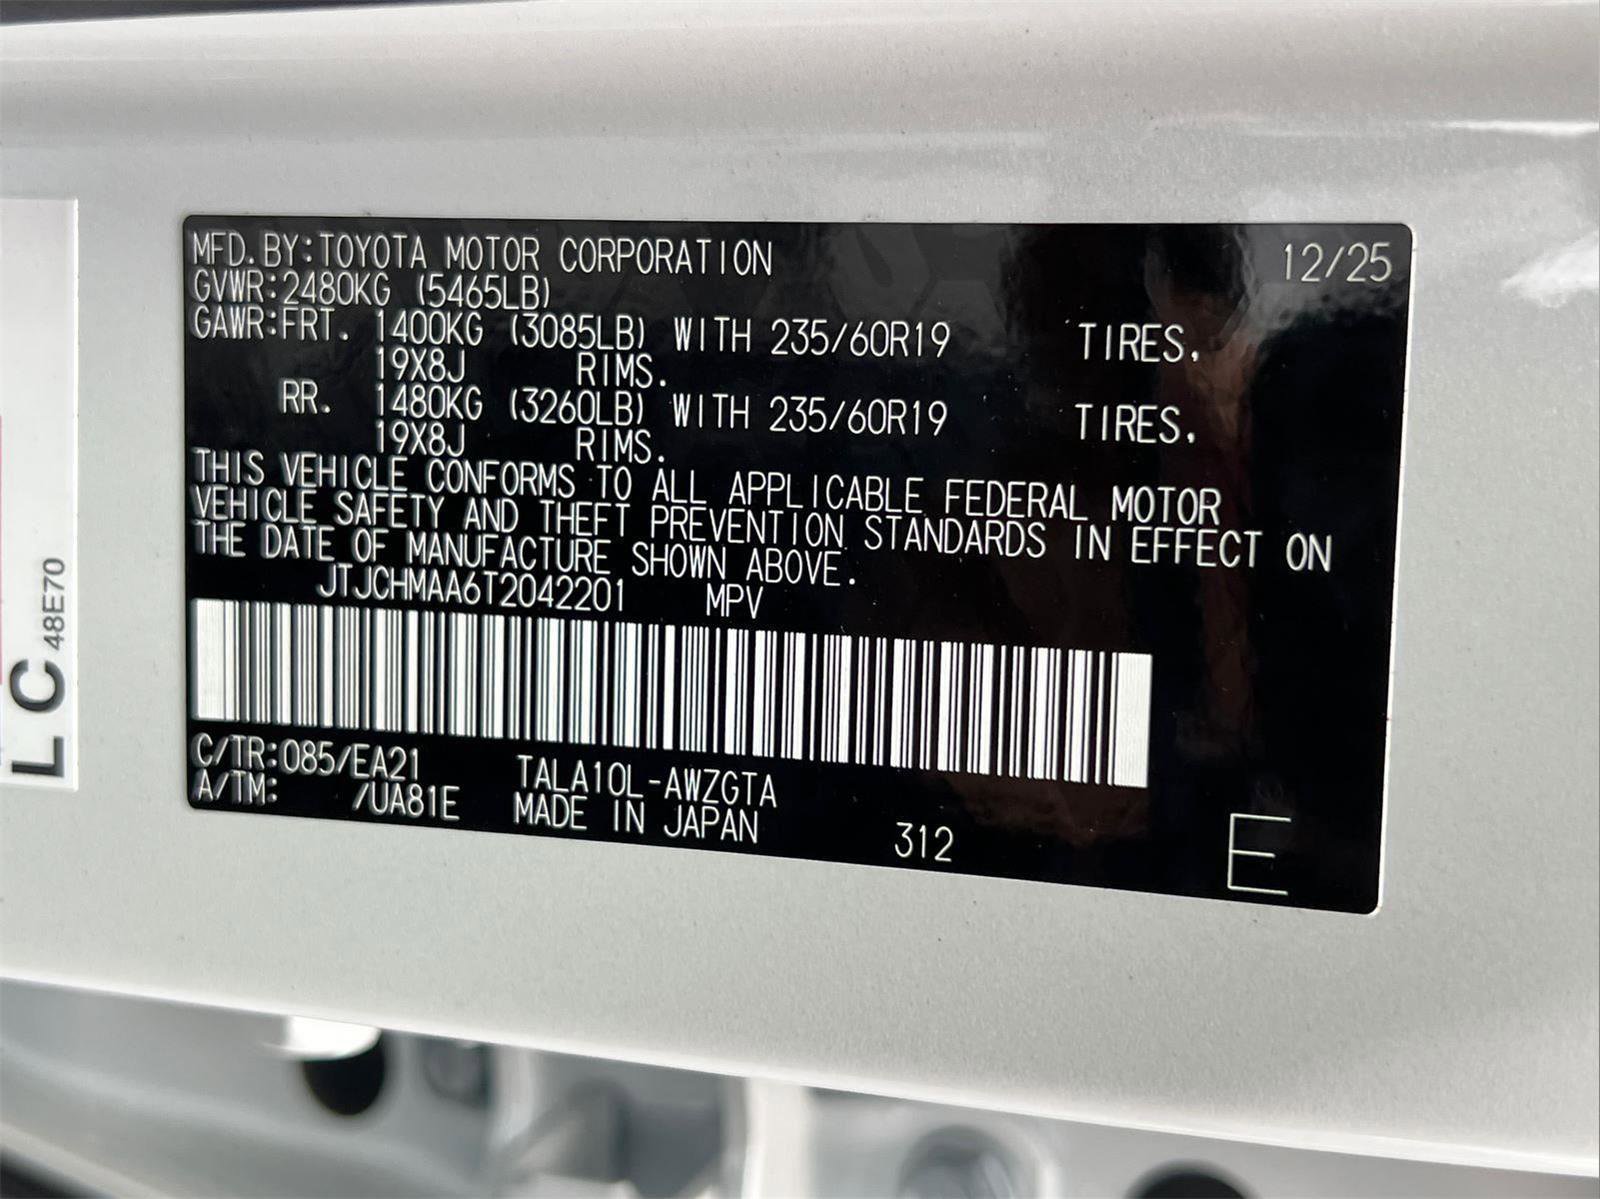 MFD.BY:TOYOTA MOTOR CORPORATION 12/25
GVWR:2480KG (5465LB)
GAWR:FRT. 1400KG (3085LB) WITH 235/60R19 TIRES.
19X8J RIMS.
RR. 1480KG (3260LB) WITH 235/60R19 TIRES.
19X8J RIMS.
THIS VEHICLE CONFORMS TO ALL APPLICABLE FEDERAL MOTOR
VEHICLE SAFETY AND THEFT PREVENTION STANDARDS IN EFFECT ON
THE DATE OF MANUFACTURE SHOWN ABOVE.
JTJCHMAA6T2042201 MPV
C/TR:085/EA21 TALA10L-AWZGTA
A/TM: /UA81E MADE IN JAPAN 312 E
LC 48E70